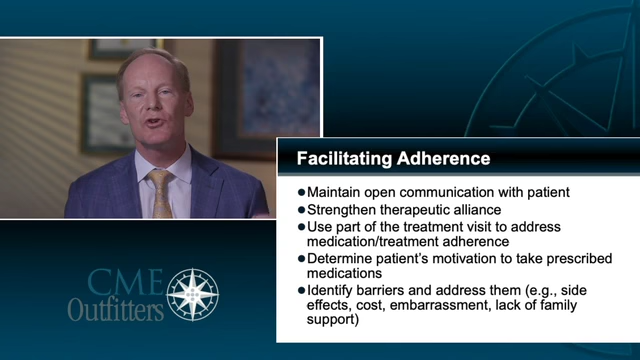 Facilitating Adherence
●Maintain open communication with patient
●Strengthen therapeutic alliance
●Use part of the treatment visit to address
medication/treatment adherence
●Determine patient's motivation to take prescribed
medications
●Identify barriers and address them (e.g., side
effects, cost, embarrassment, lack of family
support)
CME
Outfitters